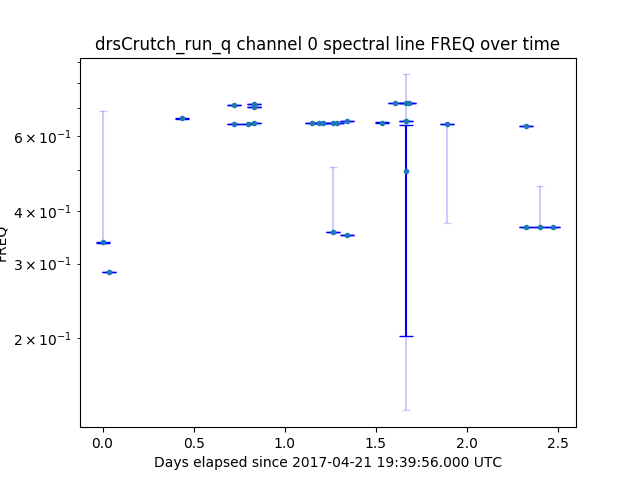 drsCrutch_run_q channel 0 spectral line FREQ over time
6 × 10⁻¹
4 × 10⁻¹
3 × 10⁻¹
2 × 10⁻¹
FREQ
0.0 0.5 1.0 1.5 2.0 2.5
Days elapsed since 2017-04-21 19:39:56.000 UTC